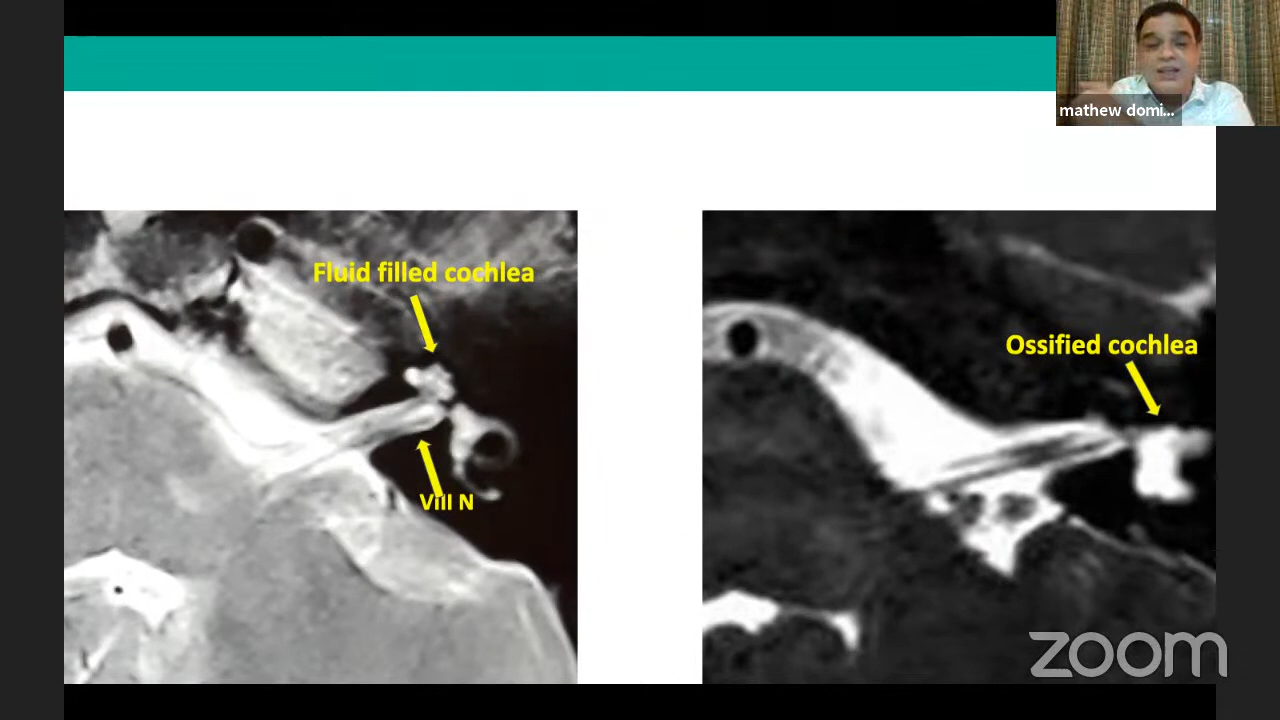 mathew domi...
Fluid filled cochlea
Ossified cochlea
VIII N
zoom